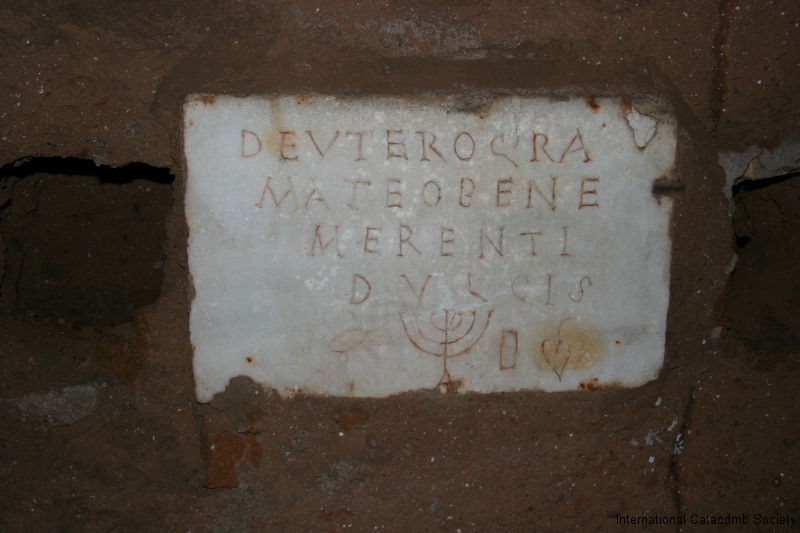 DEVTEROGRA
MATEOBENE
MERENTI
DVLCIS
International Catacomb Society